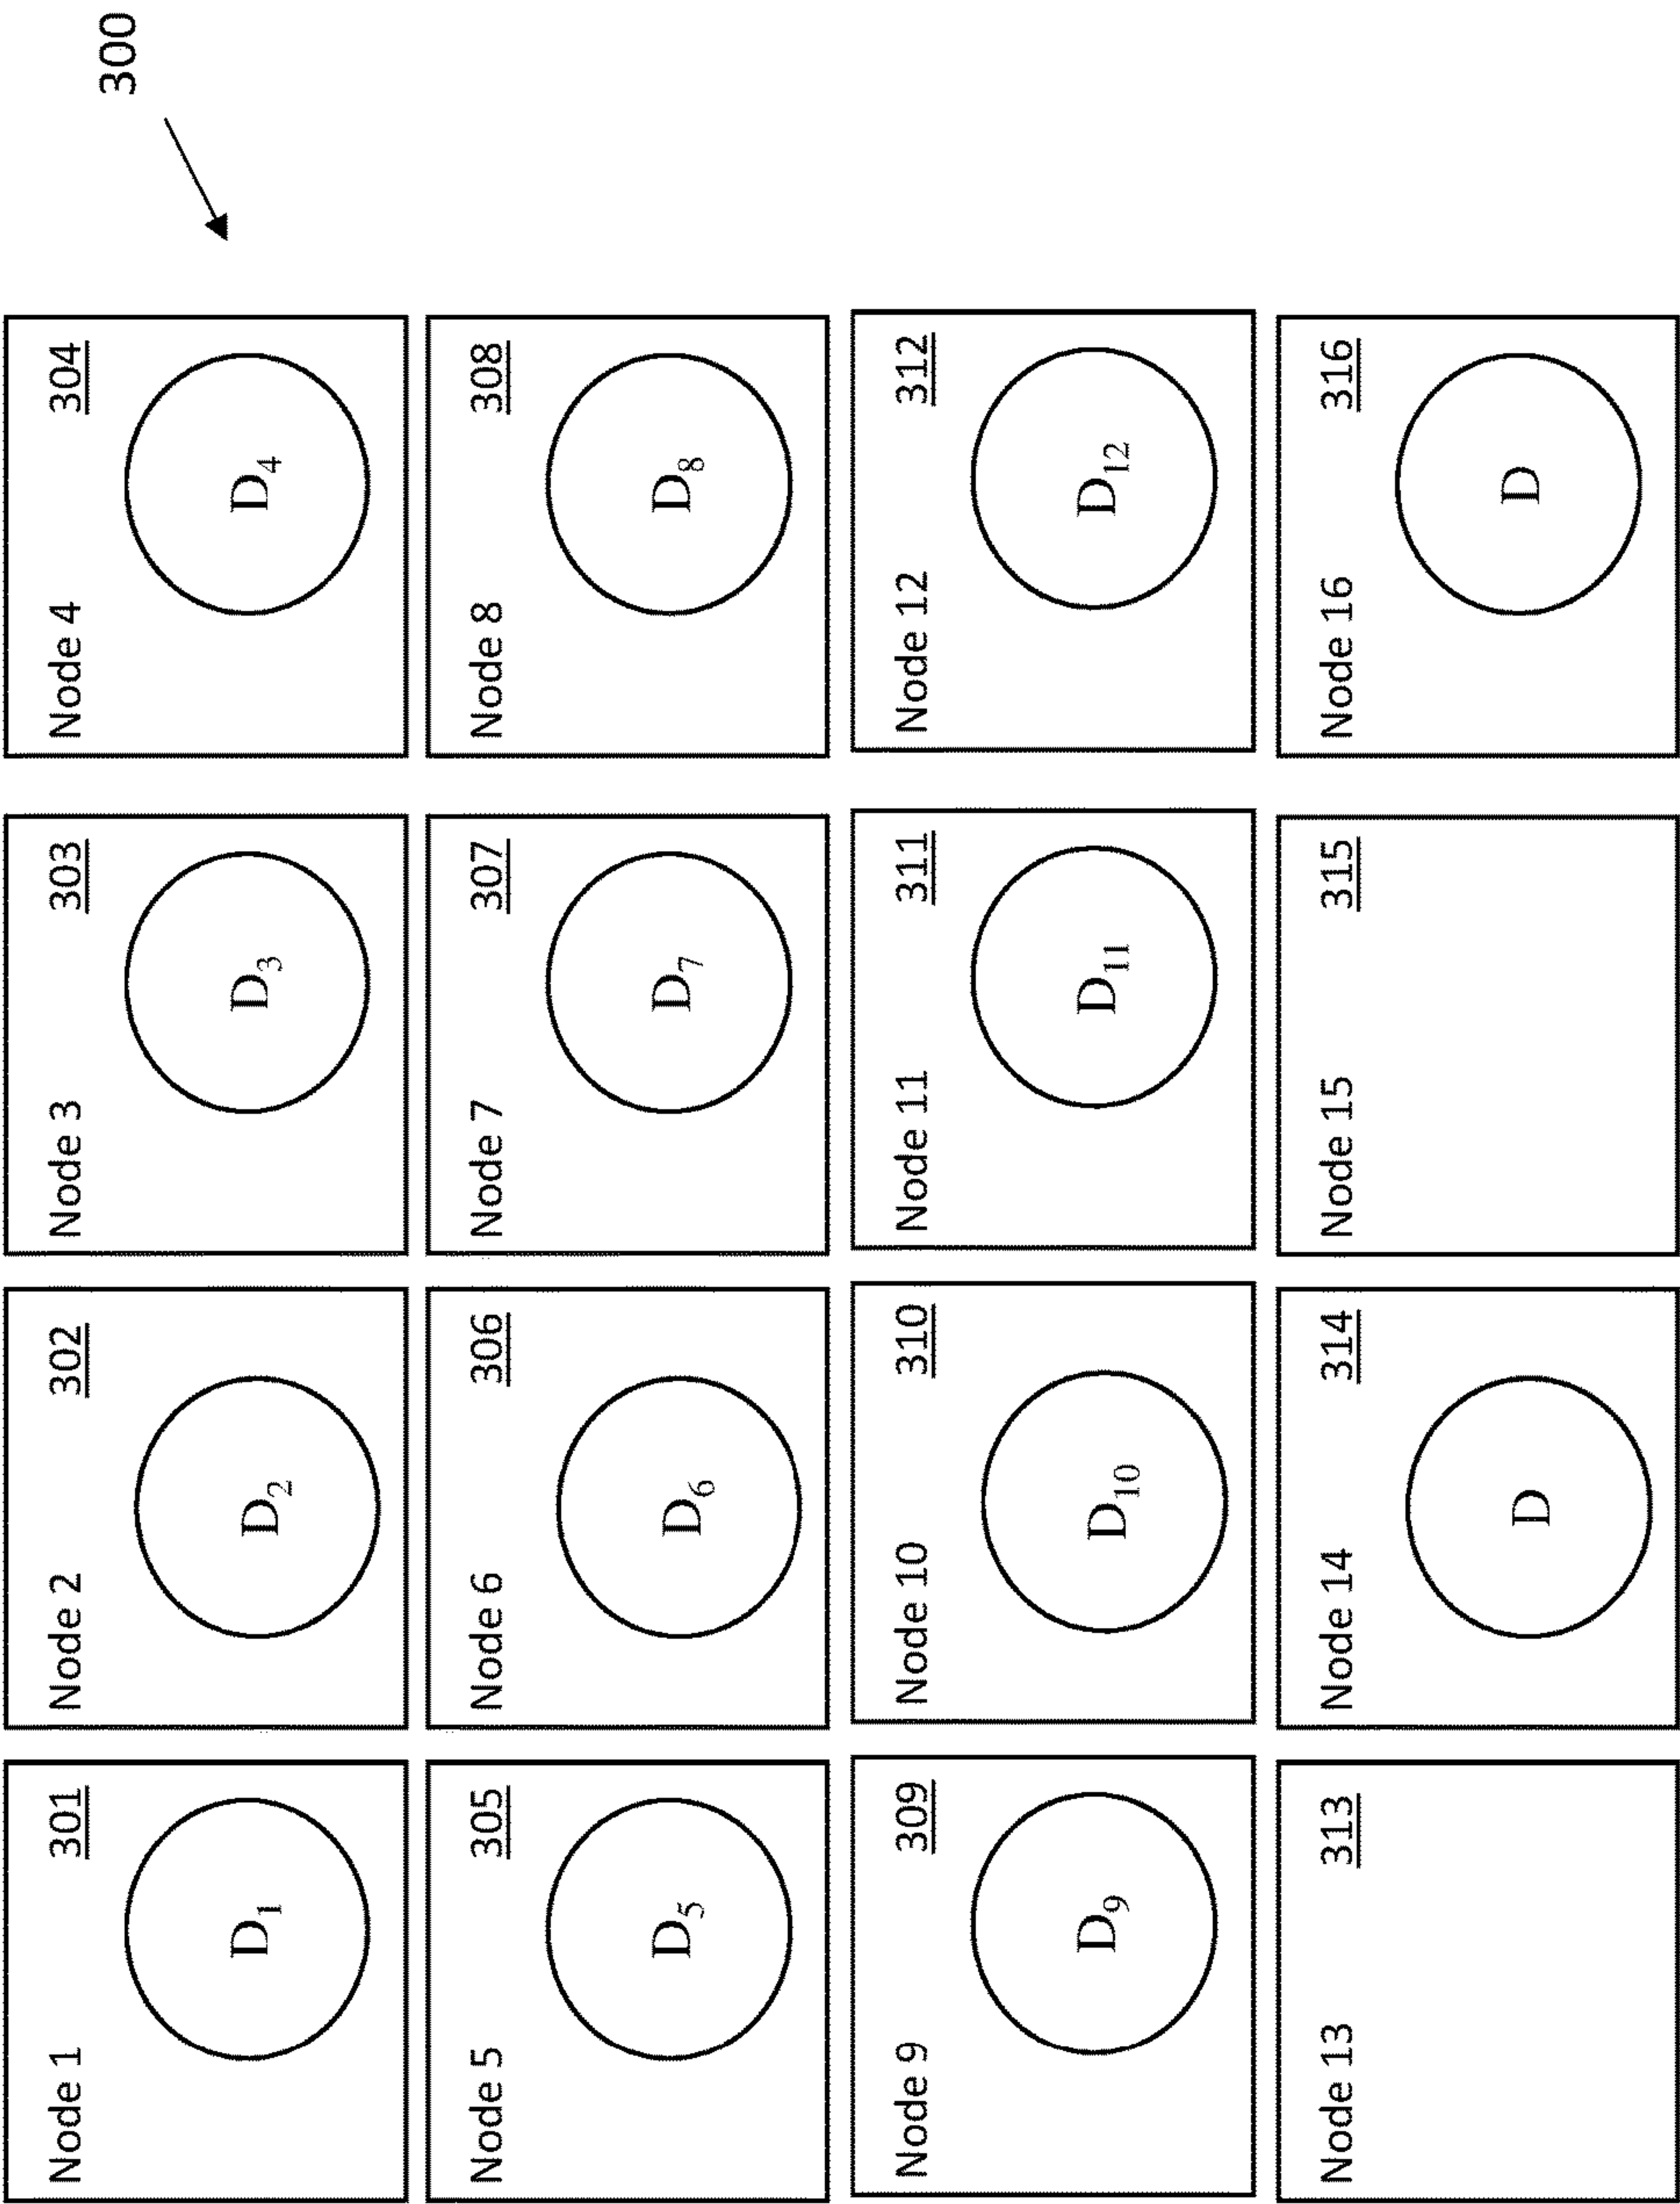 300
Node 1 301
D1
Node 2 302
D2
Node 3 303
D3
Node 4 304
D4
Node 5 305
D5
Node 6 306
D6
Node 7 307
D7
Node 8 308
D8
Node 9 309
D9
Node 10 310
D10
Node 11 311
D11
Node 12 312
D12
Node 13 313
Node 14 314
D
Node 15 315
Node 16 316
D